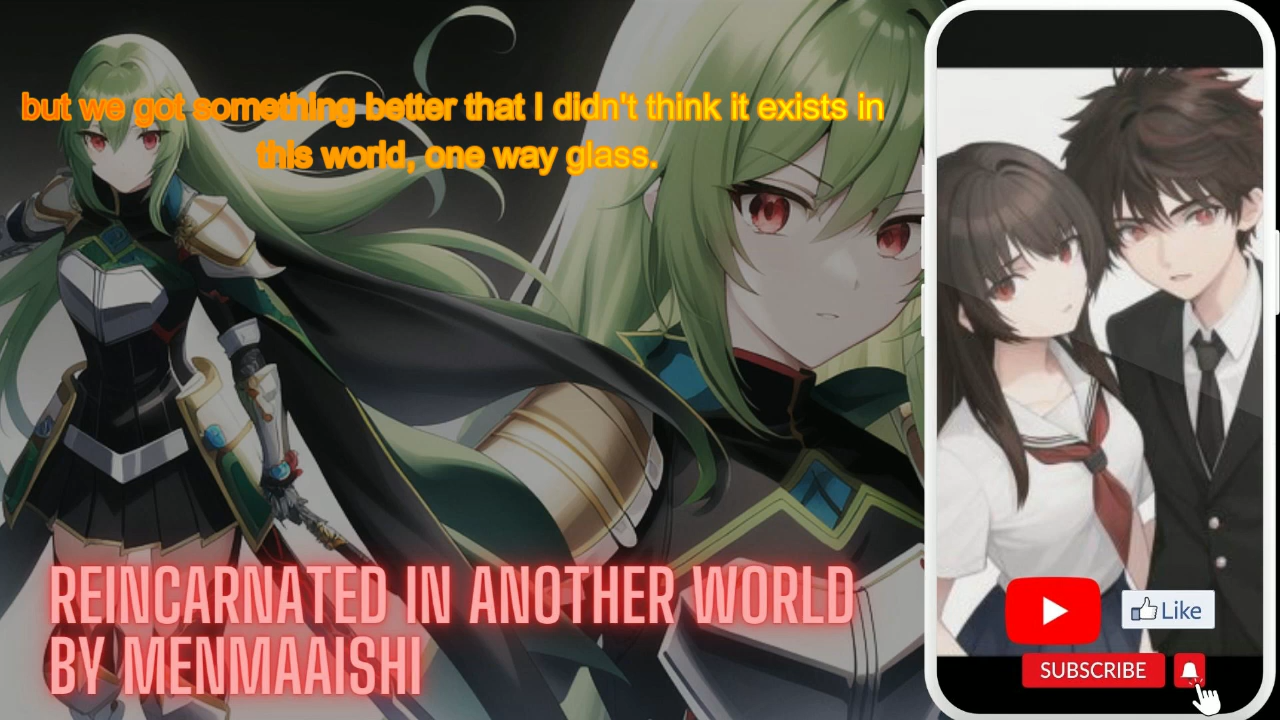 but we got something better that I didn't think it exists in
this world, one way glass.
REINCARNATED IN ANOTHER WORLD
BY MENMAAISHI
Like
SUBSCRIBE